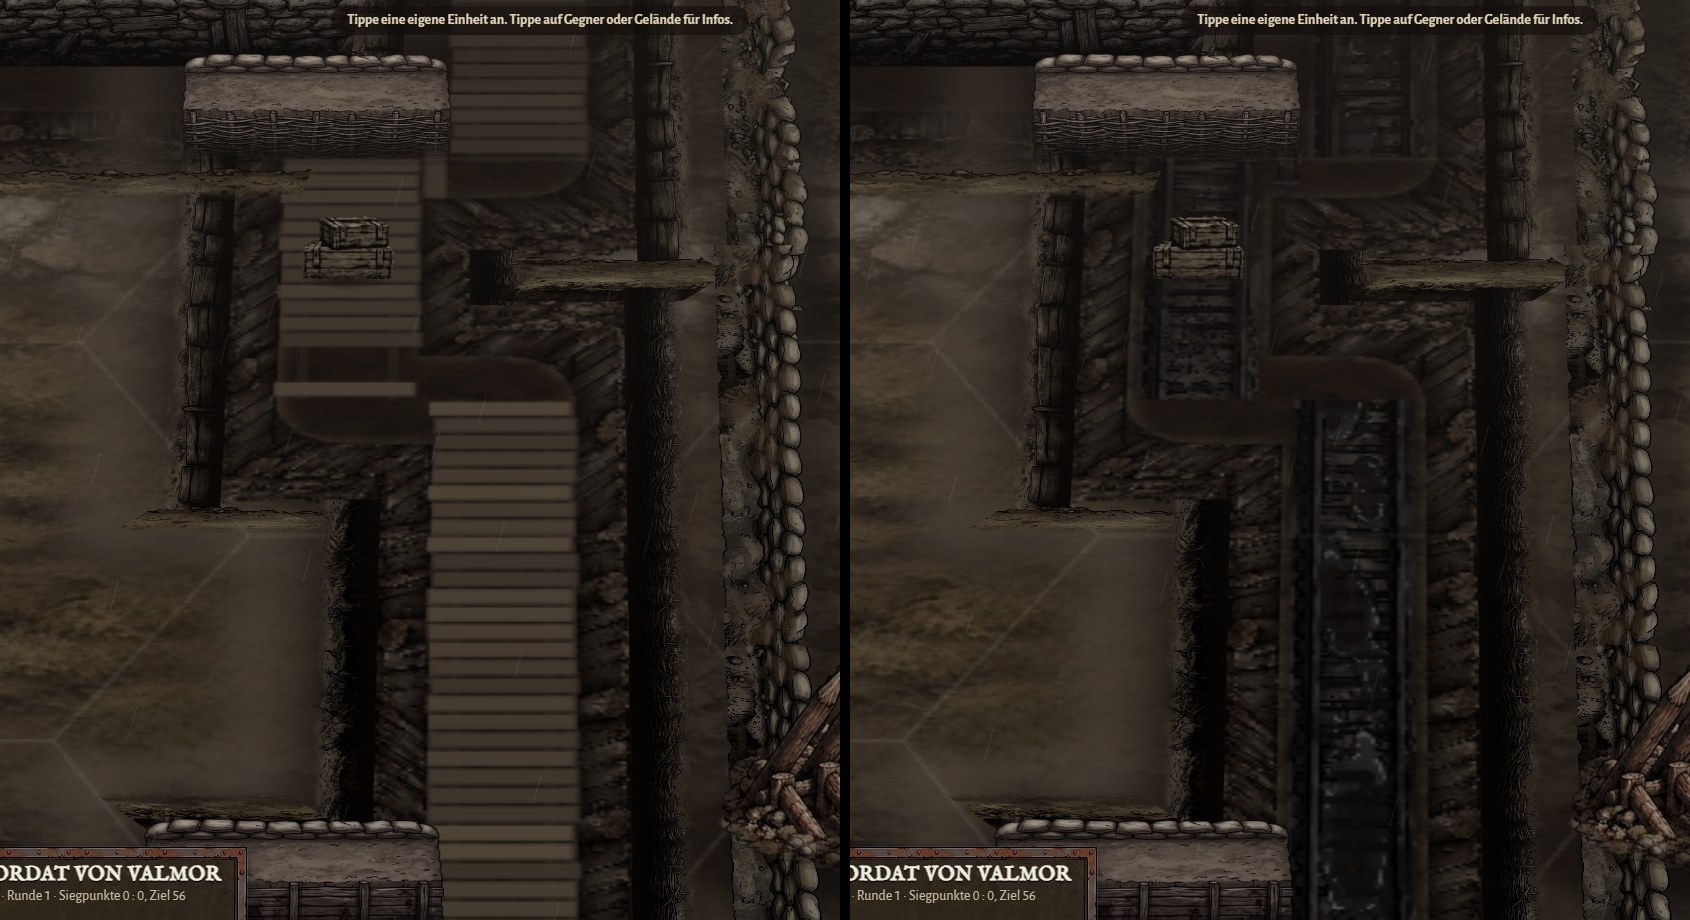 Tippe eine eigene Einheit an. Tippe auf Gegner oder Gelände für Infos.
Tippe eine eigene Einheit an. Tippe auf Gegner oder Gelände für Infos.
ORDAT VON VALMOR
· Runde 1 · Siegpunkte 0 : 0, Ziel 56
ORDAT VON VALMOR
· Runde 1 · Siegpunkte 0 : 0, Ziel 56